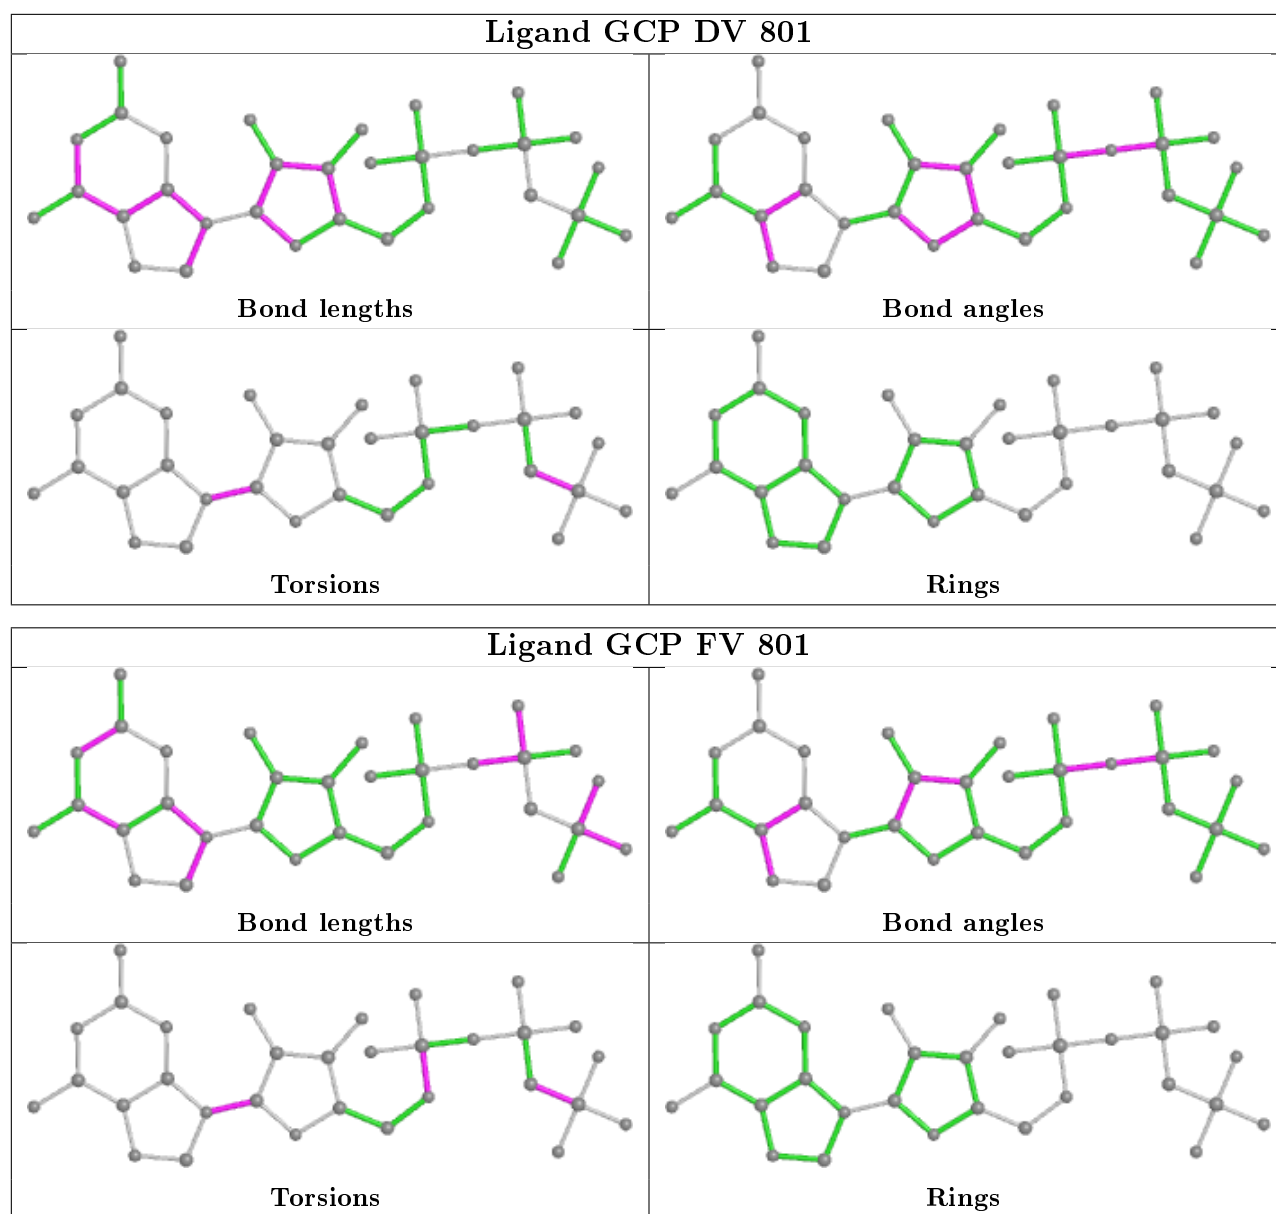 Ligand GCP DV 801
Bond lengths
Bond angles
Torsions
Rings
Ligand GCP FV 801
Bond lengths
Bond angles
Torsions
Rings